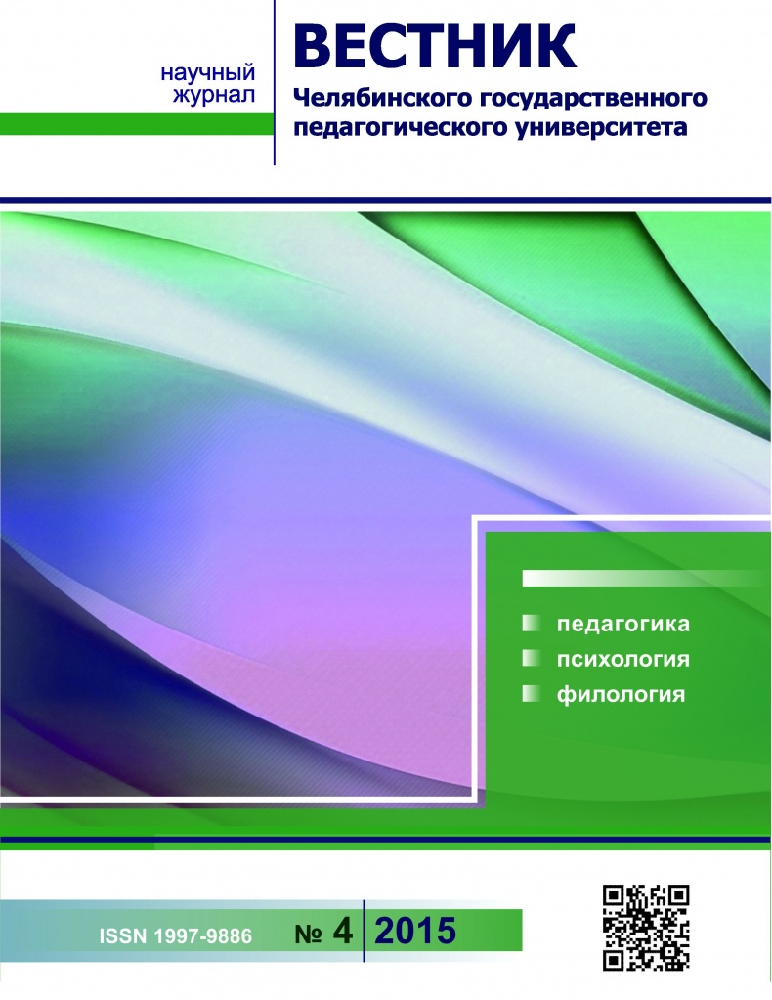 научный
журнал
ВЕСТНИК
Челябинского государственного
педагогического университета
педагогика
психология
филология
ISSN 1997-9886
№ 4 2015